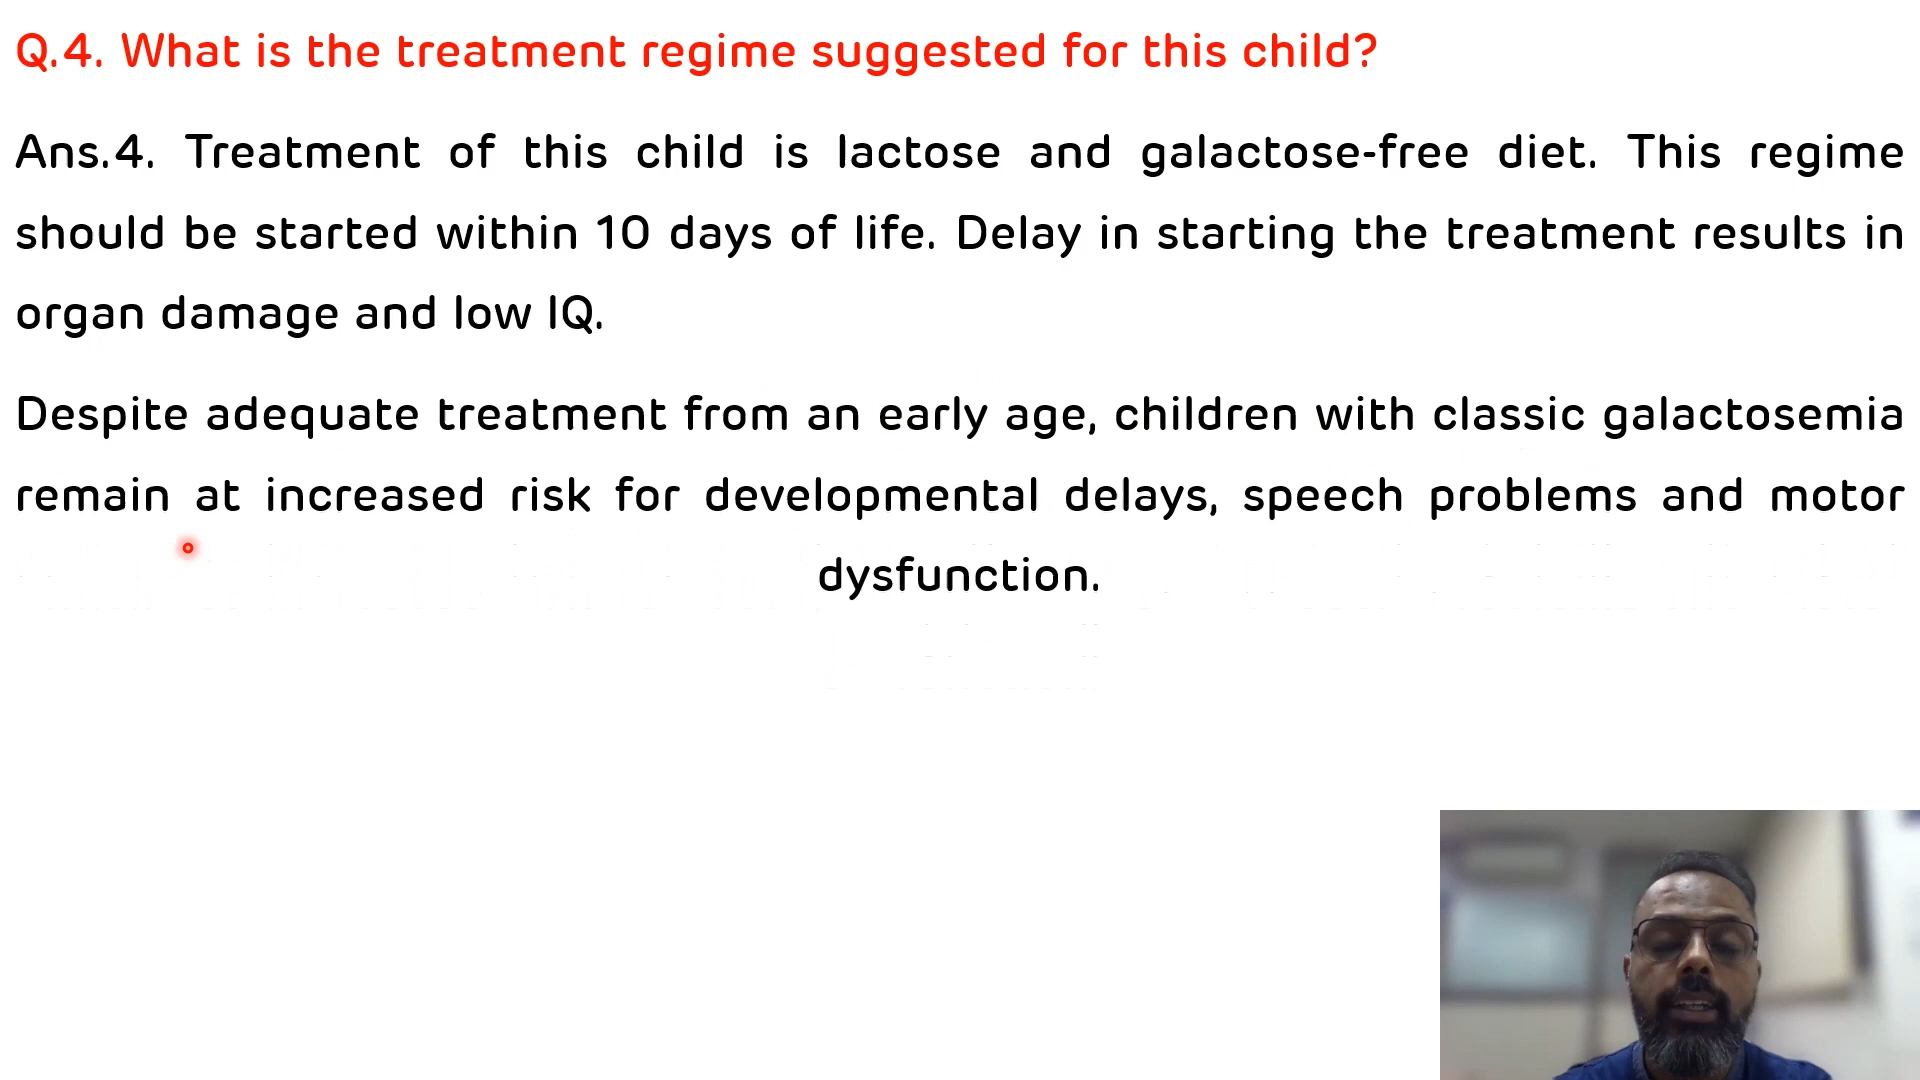 Q.4. What is the treatment regime suggested for this child?
Ans.4. Treatment of this child is lactose and galactose-free diet. This regime
should be started within 10 days of life. Delay in starting the treatment results in
organ damage and low IQ.
Despite adequate treatment from an early age, children with classic galactosemia
remain at increased risk for developmental delays, speech problems and motor
dysfunction.